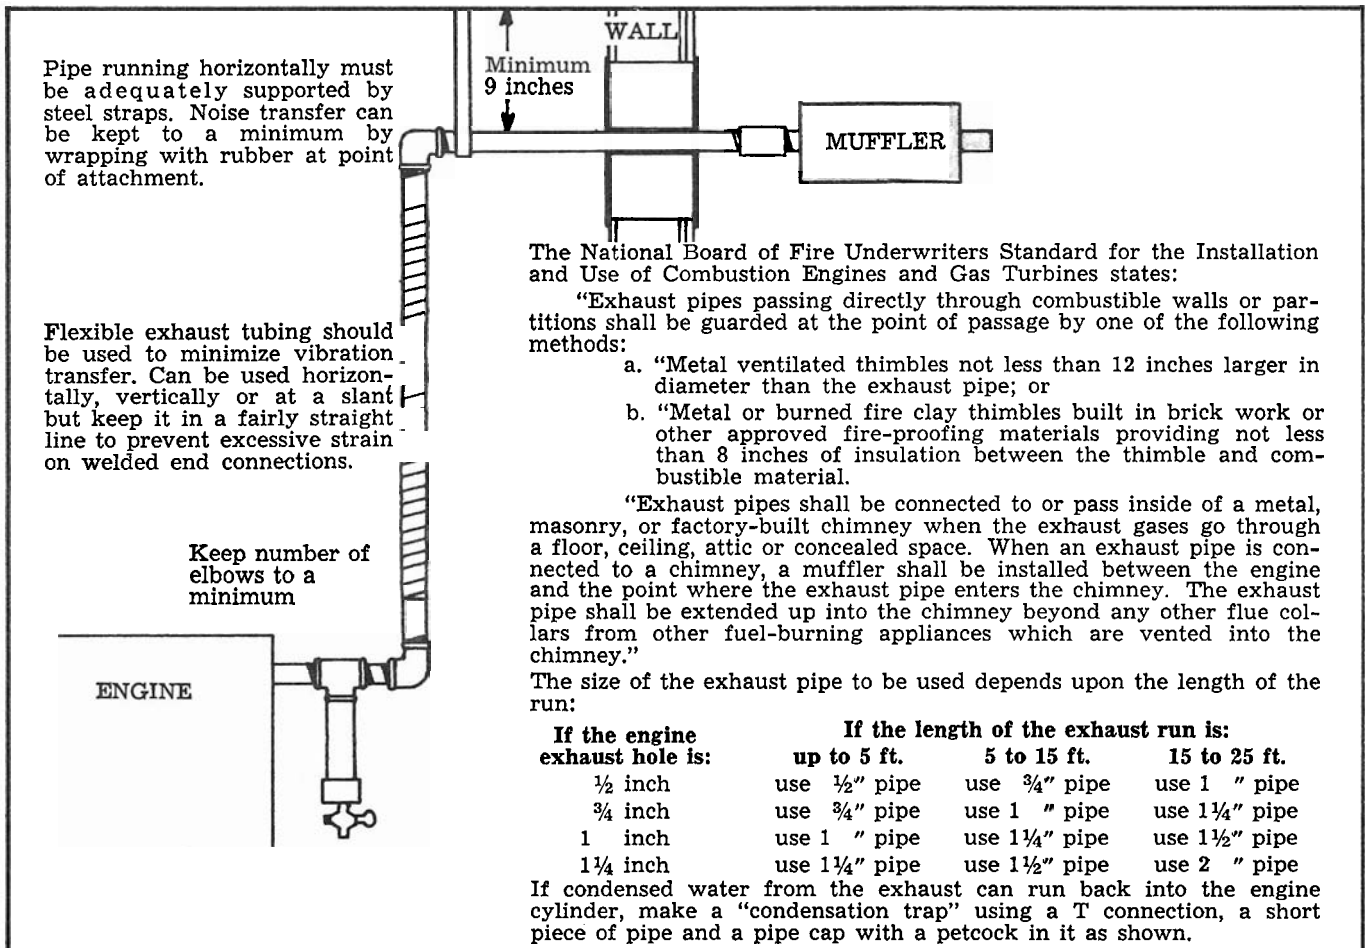 WALL
Minimum
9 inches
MUFFLER
Pipe running horizontally must
be adequately supported by
steel straps. Noise transfer can
be kept to a minimum by
wrapping with rubber at point
of attachment.
Flexible exhaust tubing should
be used to minimize vibration
transfer. Can be used horizon-
tally, vertically or at a slant
but keep it in a fairly straight
line to prevent excessive strain
on welded end connections.
Keep number of
elbows to a
minimum
ENGINE
The National Board of Fire Underwriters Standard for the Installation
and Use of Combustion Engines and Gas Turbines states:
“Exhaust pipes passing directly through combustible walls or par-
titions shall be guarded at the point of passage by one of the following
methods:
a. “Metal ventilated thimbles not less than 12 inches larger in
diameter than the exhaust pipe; or
b. “Metal or burned fire clay thimbles built in brick work or
other approved fire-proofing materials providing not less
than 8 inches of insulation between the thimble and com-
bustible material.
“Exhaust pipes shall be connected to or pass inside of a metal,
masonry, or factory-built chimney when the exhaust gases go through
a floor, ceiling, attic or concealed space. When an exhaust pipe is con-
nected to a chimney, a muffler shall be installed between the engine
and the point where the exhaust pipe enters the chimney. The exhaust
pipe shall be extended up into the chimney beyond any other flue col-
lars from other fuel-burning appliances which are vented into the
chimney.”
The size of the exhaust pipe to be used depends upon the length of the
run:
If the engine If the length of the exhaust run is:
exhaust hole is: up to 5 ft. 5 to 15 ft. 15 to 25 ft.
½ inch use ½″ pipe use ¾″ pipe use 1 ″ pipe
¾ inch use ¾″ pipe use 1 ″ pipe use 1¼″ pipe
1 inch use 1 ″ pipe use 1¼″ pipe use 1½″ pipe
1¼ inch use 1¼″ pipe use 1½″ pipe use 2 ″ pipe
If condensed water from the exhaust can run back into the engine
cylinder, make a “condensation trap” using a T connection, a short
piece of pipe and a pipe cap with a petcock in it as shown.